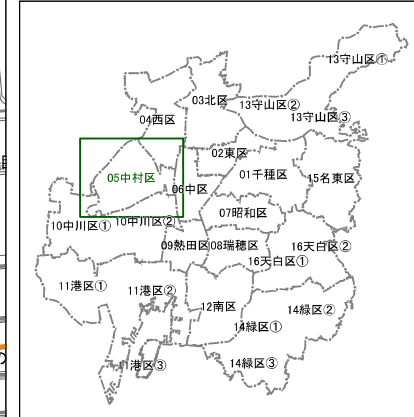 13守山区①
03北区
13守山区②
04西区
13守山区③
02東区
05中村区
01千種区
15名東区
06中区
07昭和区
10中川区①
10中川区②
09熱田区
08瑞穂区
16天白区②
16天白区①
11港区①
11港区②
12南区
14緑区②
14緑区①
14緑区③
1港区③
の